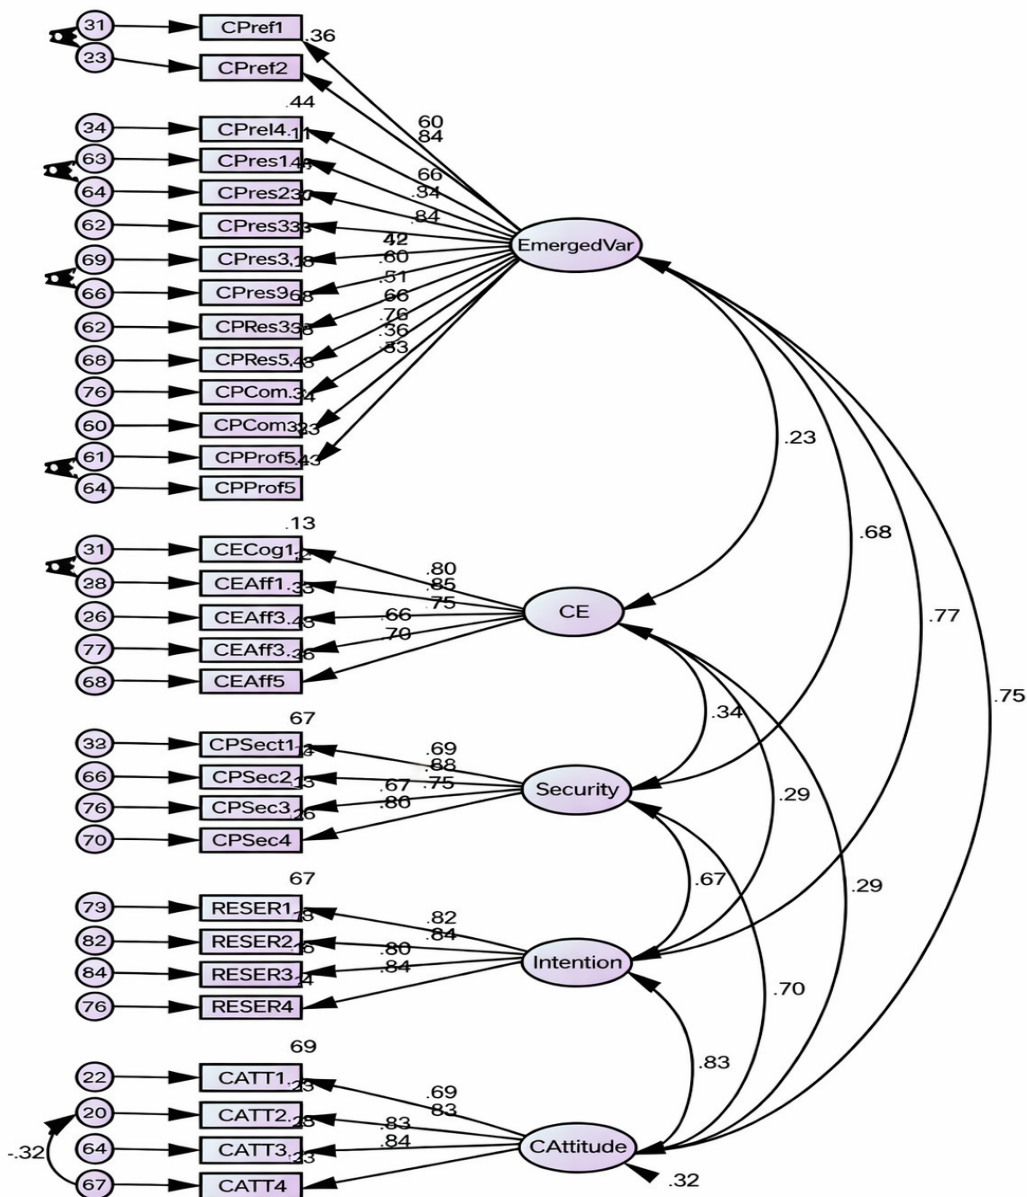 31 CPref1 .36
23 CPref2
.44
60
84
34 CPrel4
63 CPres1
66
.34
64 CPres2
.84
62 CPres3
42
69 CPres3
.60
EmergedVar
66 CPres9
.51
66
62 CPRes3
.76
.36
68 CPRes5
.33
76 CPCom
60 CPCom
.23
61 CPProf5
64 CPProf5
.13
.68
31 CECog1
.80
28 CEAff1
.85
.75
26 CEAff3
.66
CE
.77
77 CEAff3
.70
68 CEAff5
.75
67
.34
33 CPSect1
.69
.88
66 CPSec2
.67 .75
Security
76 CPSec3
.80
.29
70 CPSec4
67
.67
.29
73 RESER1
.82
.84
82 RESER2
.80
84 RESER3
.84
Intention
76 RESER4
.70
69
.83
22 CATT1
.69
83
20 CATT2
.83
64 CATT3
.84
CAttitude
-.32
67 CATT4
.32